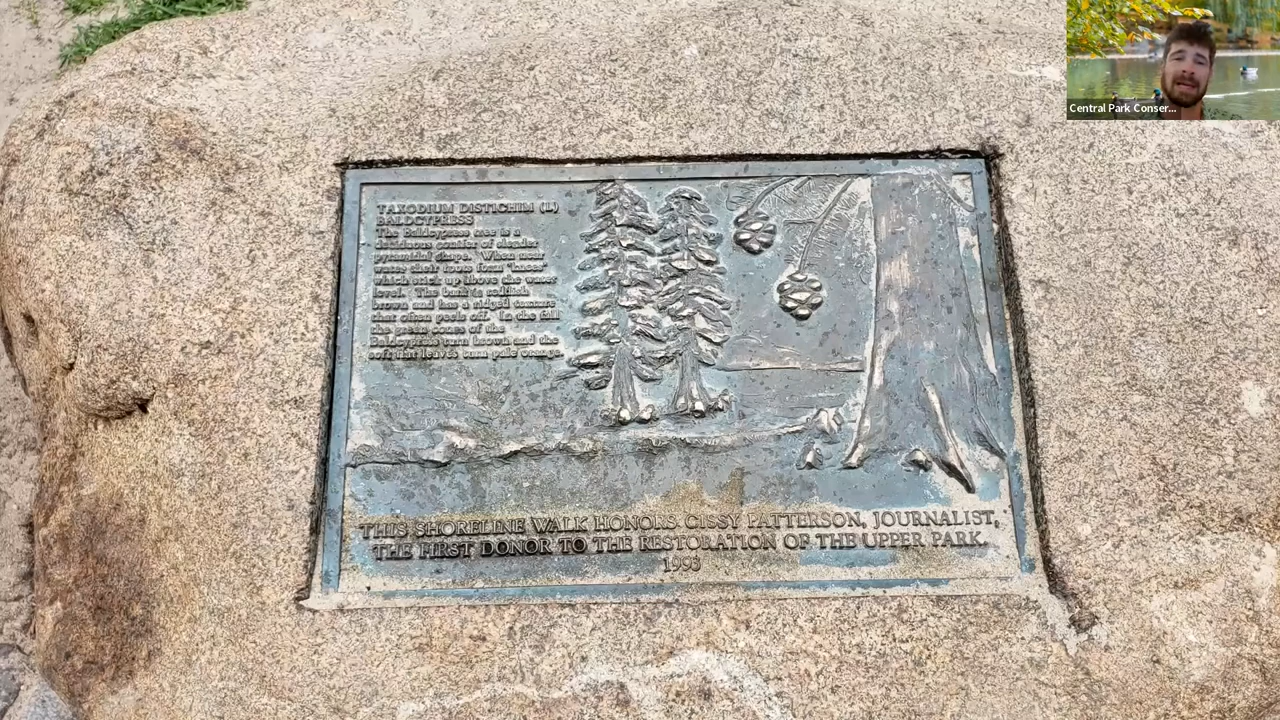 Central Park Conser...
TAXODIUM DISTICHIM (L)
BALDCYPRESS
The Baldcypress tree is a
deciduous conifer of slender
pyramidal shape. When near
water their roots form "knees"
which stick up above the water
level. The bark is reddish
brown and has a ridged texture
that often peels off. In the fall
the green cones of the
Baldcypress turn brown and the
soft flat leaves turn pale orange.
THIS SHORELINE WALK HONORS CISSY PATTERSON, JOURNALIST,
THE FIRST DONOR TO THE RESTORATION OF THE UPPER PARK.
1993